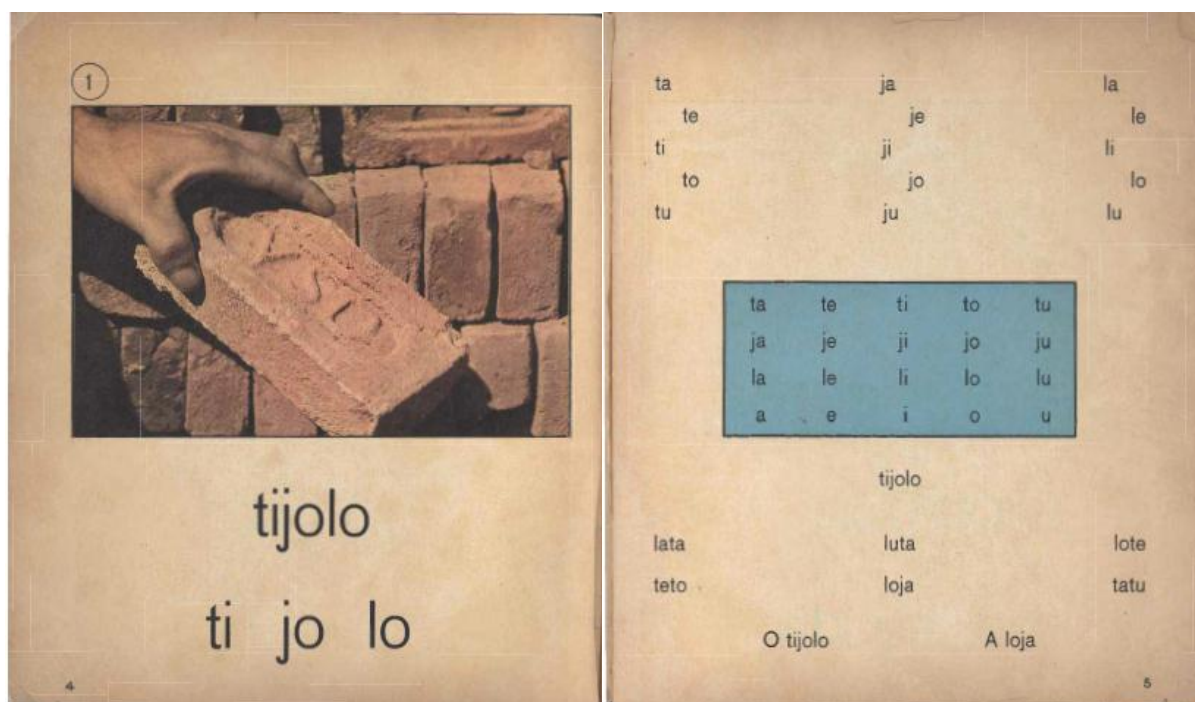 1
tijolo
ti jo lo
4
ta ja la
te je le
ti ji li
to jo lo
tu ju lu
ta te ti to tu
ja je ji jo ju
la le li lo lu
a e i o u
tijolo
lata luta lote
teto loja tatu
O tijolo A loja
5